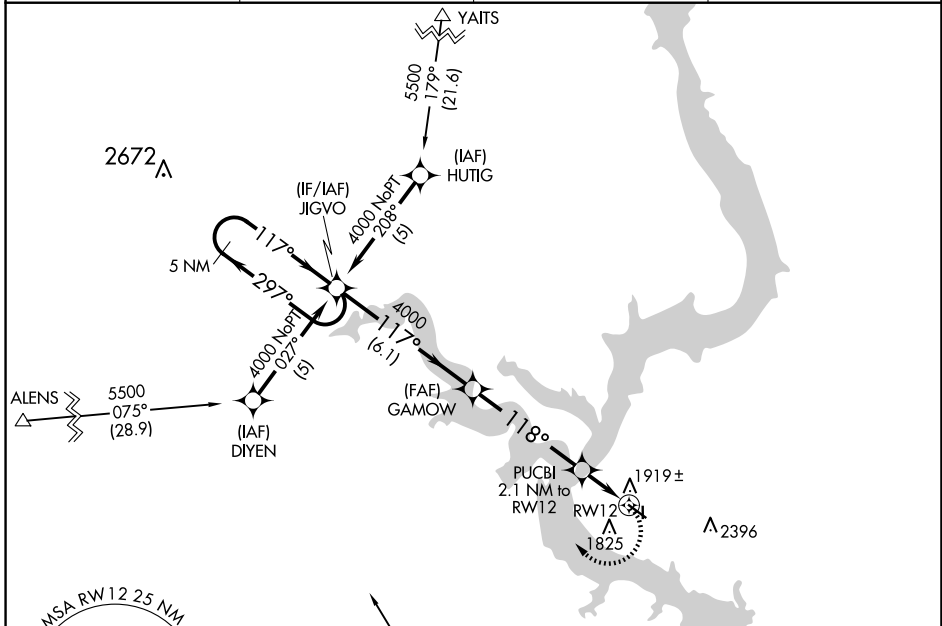 YAITS
5500
179°
(21.6)
2672
(IAF)
HUTIG
(IF/IAF)
JIGVO
4000 NoPT
208°
(5)
117°
5 NM
297°
4000
117°
(6.1)
4000 NoPT
027°
(5)
ALENS
5500
075°
(28.9)
(IAF)
DIYEN
(FAF)
GAMOW
118°
PUCBI
2.1 NM to
RW12
1919±
RW12
1825
2396
MSA RW12 25 NM